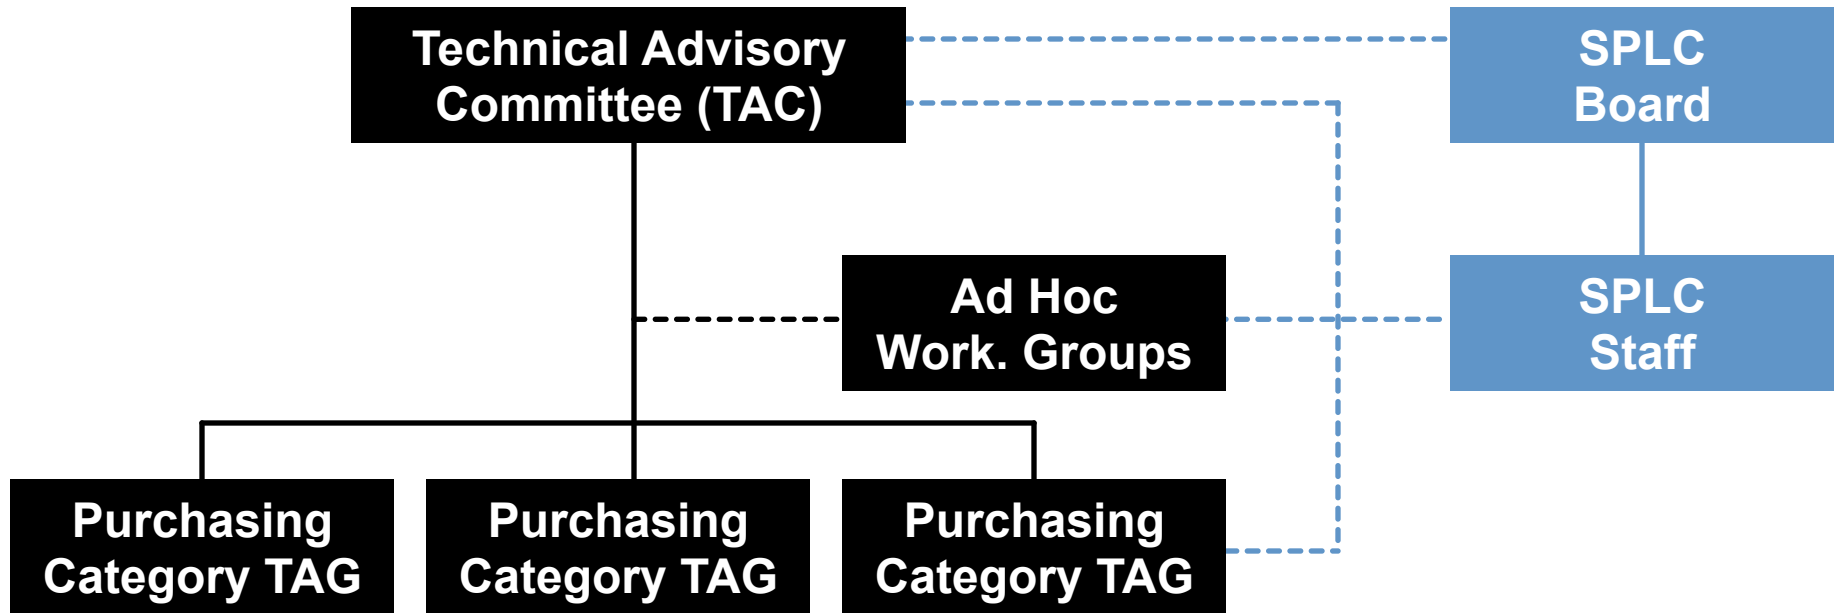 Technical Advisory
Committee (TAC)
SPLC
Board
Ad Hoc
Work. Groups
SPLC
Staff
Purchasing
Category TAG
Purchasing
Category TAG
Purchasing
Category TAG